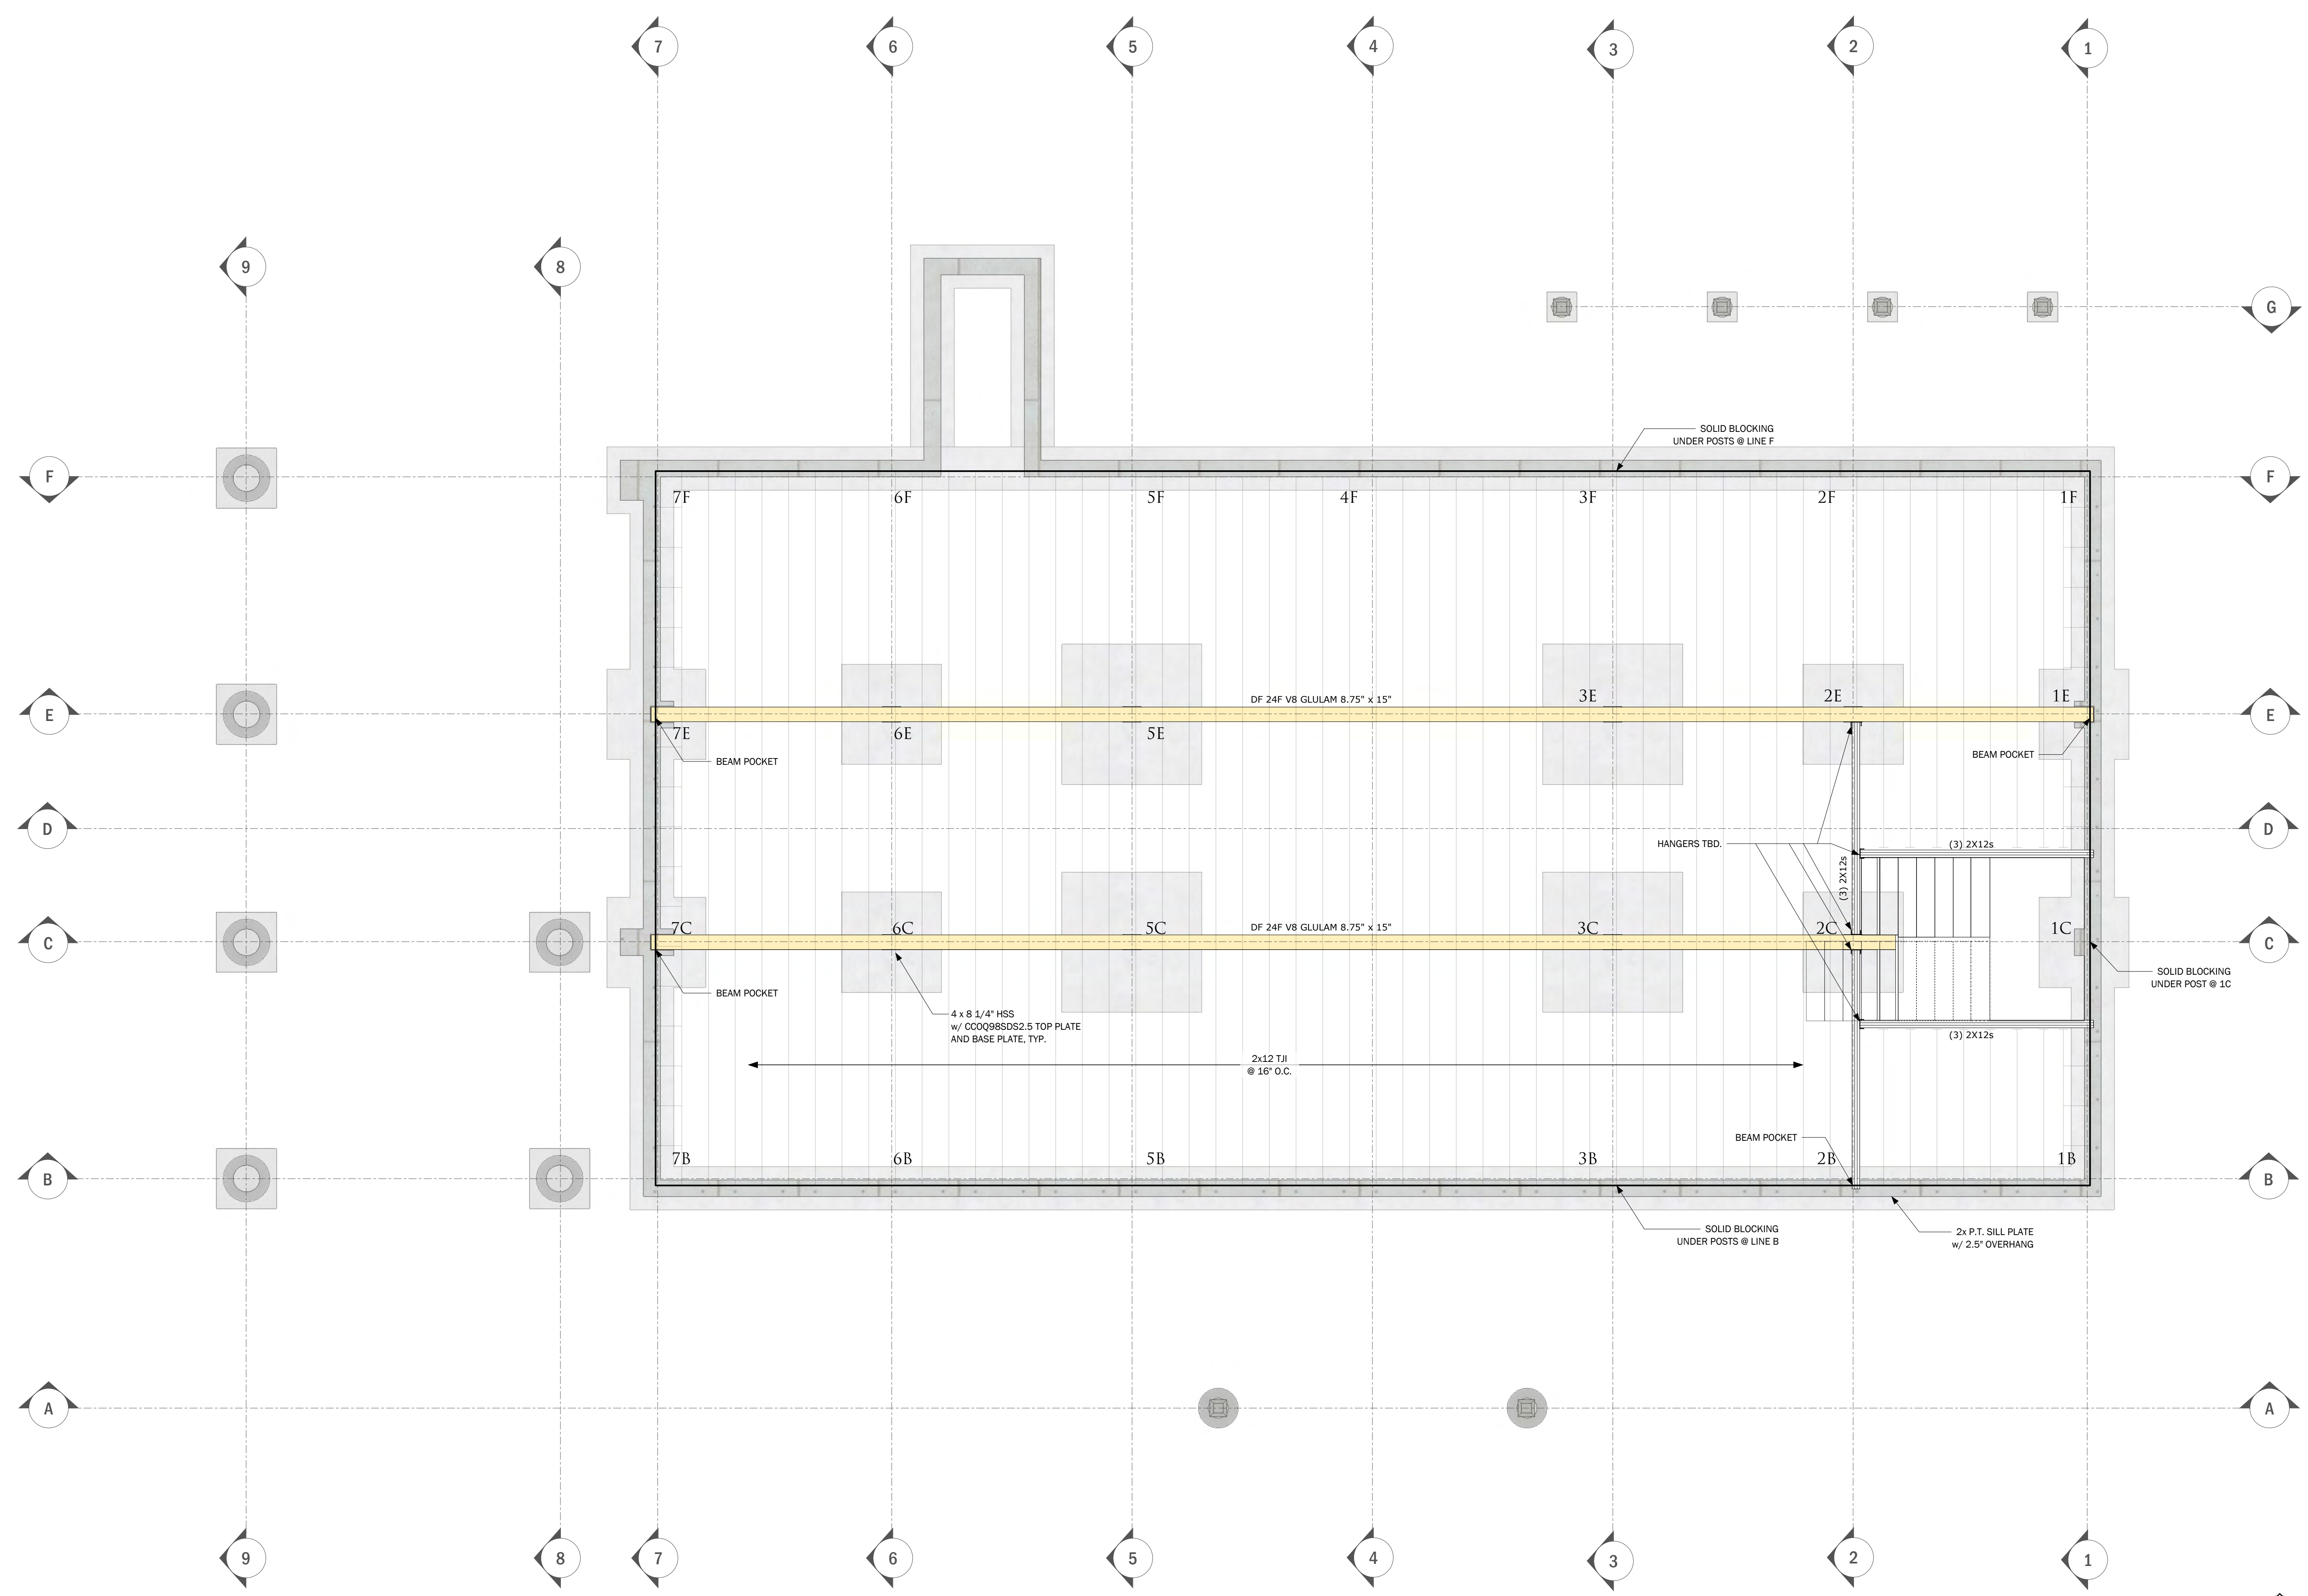 7 6 5 4 3 2 1
9 8
G
SOLID BLOCKING
UNDER POSTS @ LINE F
F F
7F 6F 5F 4F 3F 2F 1F
DF 24F V8 GLULAM 8.75" x 15"
3E 2E 1E
E E
7E 6E 5E
BEAM POCKET
BEAM POCKET
D D
HANGERS TBD.
(3) 2X12s
(3) 2X12s
7C 6C 5C 3C 2C 1C
DF 24F V8 GLULAM 8.75" x 15"
C C
SOLID BLOCKING
UNDER POST @ 1C
BEAM POCKET
4 x 8 1/4" HSS
w/ CCOQ98SDS2.5 TOP PLATE
AND BASE PLATE, TYP.
(3) 2X12s
2x12 TJI
@ 16" O.C.
BEAM POCKET
7B 6B 5B 3B 2B 1B
B B
SOLID BLOCKING
UNDER POSTS @ LINE B
2x P.T. SILL PLATE
w/ 2.5" OVERHANG
A A
9 8 7 6 5 4 3 2 1